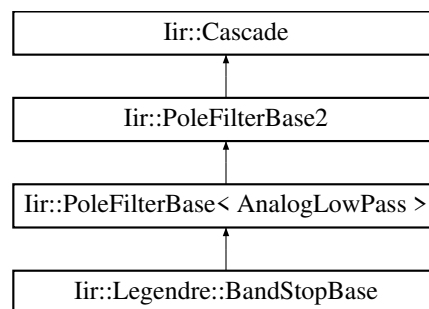 Iir::Cascade
Iir::PoleFilterBase2
Iir::PoleFilterBase< AnalogLowPass >
Iir::Legendre::BandStopBase